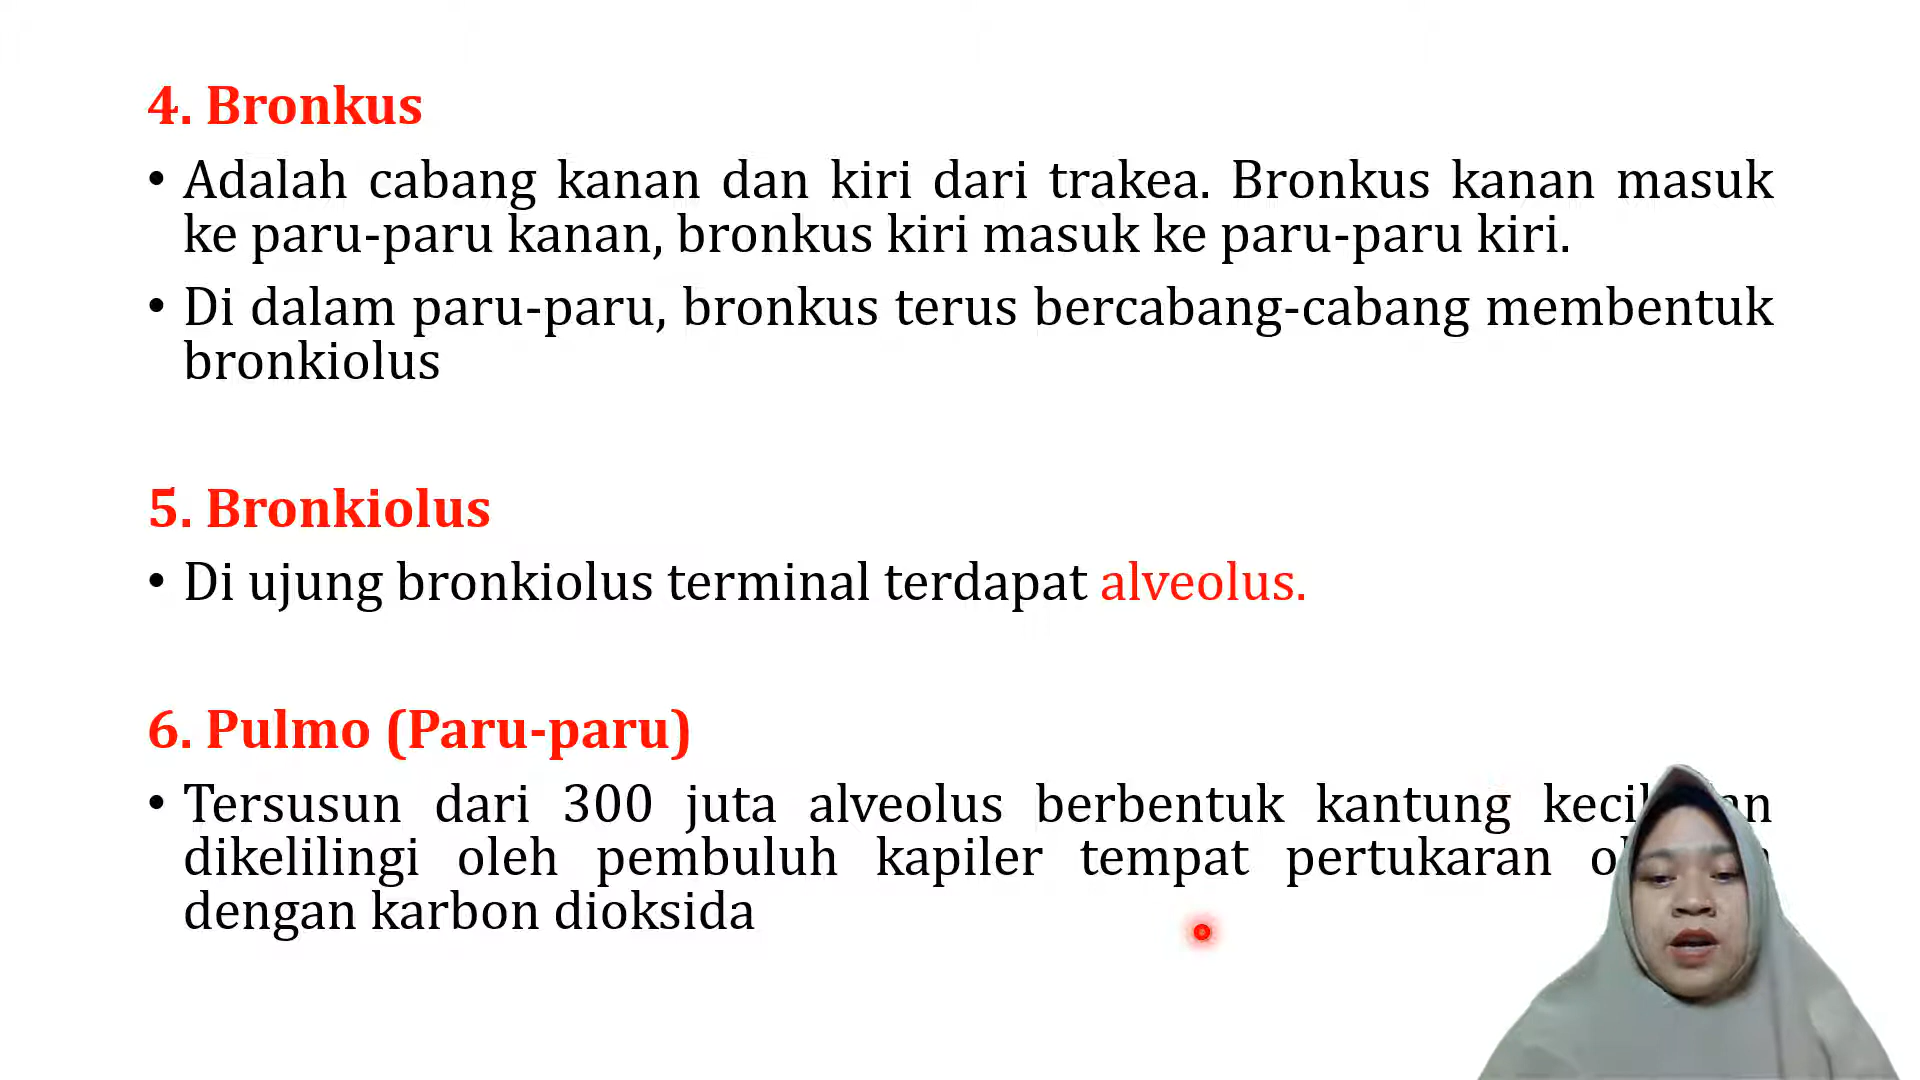 4. Bronkus
• Adalah cabang kanan dan kiri dari trakea. Bronkus kanan masuk
ke paru-paru kanan, bronkus kiri masuk ke paru-paru kiri.
• Di dalam paru-paru, bronkus terus bercabang-cabang membentuk
bronkiolus
5. Bronkiolus
• Di ujung bronkiolus terminal terdapat alveolus.
6. Pulmo (Paru-paru)
• Tersusun dari 300 juta alveolus berbentuk kantung kecil
dikelilingi oleh pembuluh kapiler tempat pertukaran
dengan karbon dioksida